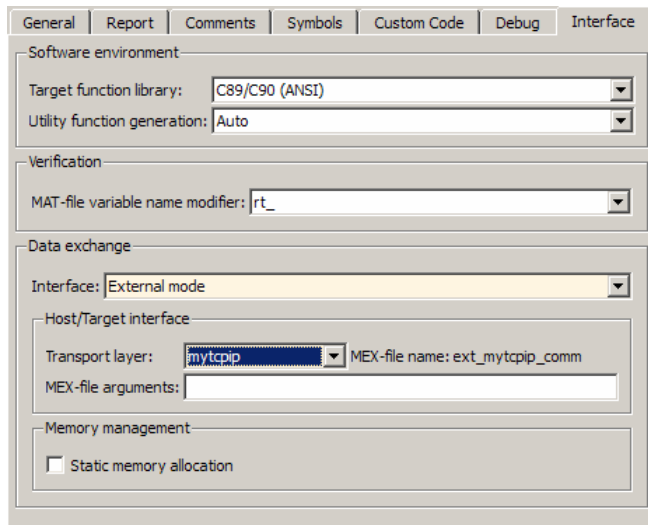 General Report Comments Symbols Custom Code Debug Interface
Software environment
Target function library: C89/C90 (ANSI)
Utility function generation: Auto
Verification
MAT-file variable name modifier: rt_
Data exchange
Interface: External mode
Host/Target interface
Transport layer: mytcpip MEX-file name: ext_mytcpip_comm
MEX-file arguments:
Memory management
Static memory allocation